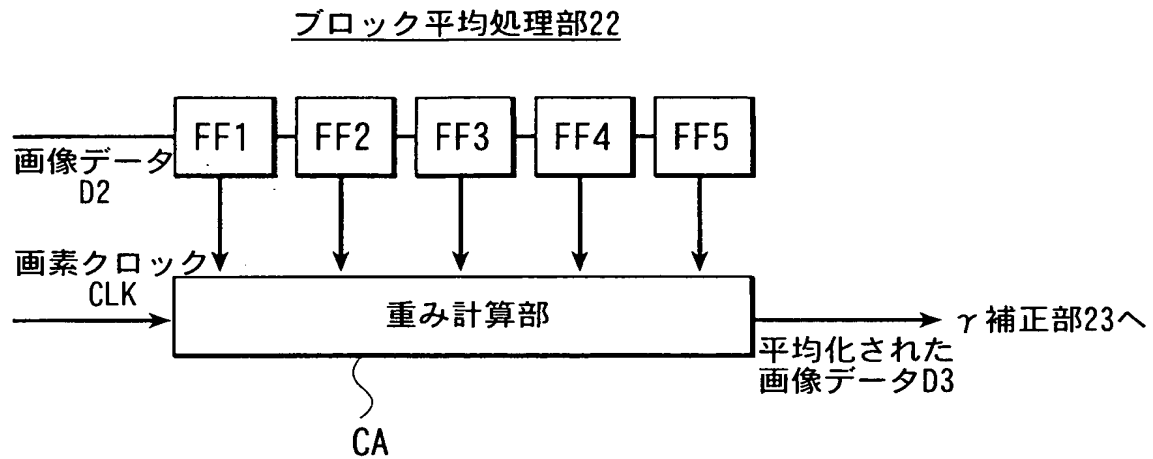 ブロック平均処理部22
FF1 FF2 FF3 FF4 FF5
画像データ
D2
画素クロック
CLK
重み計算部
γ補正部23へ
平均化された
画像データD3
CA